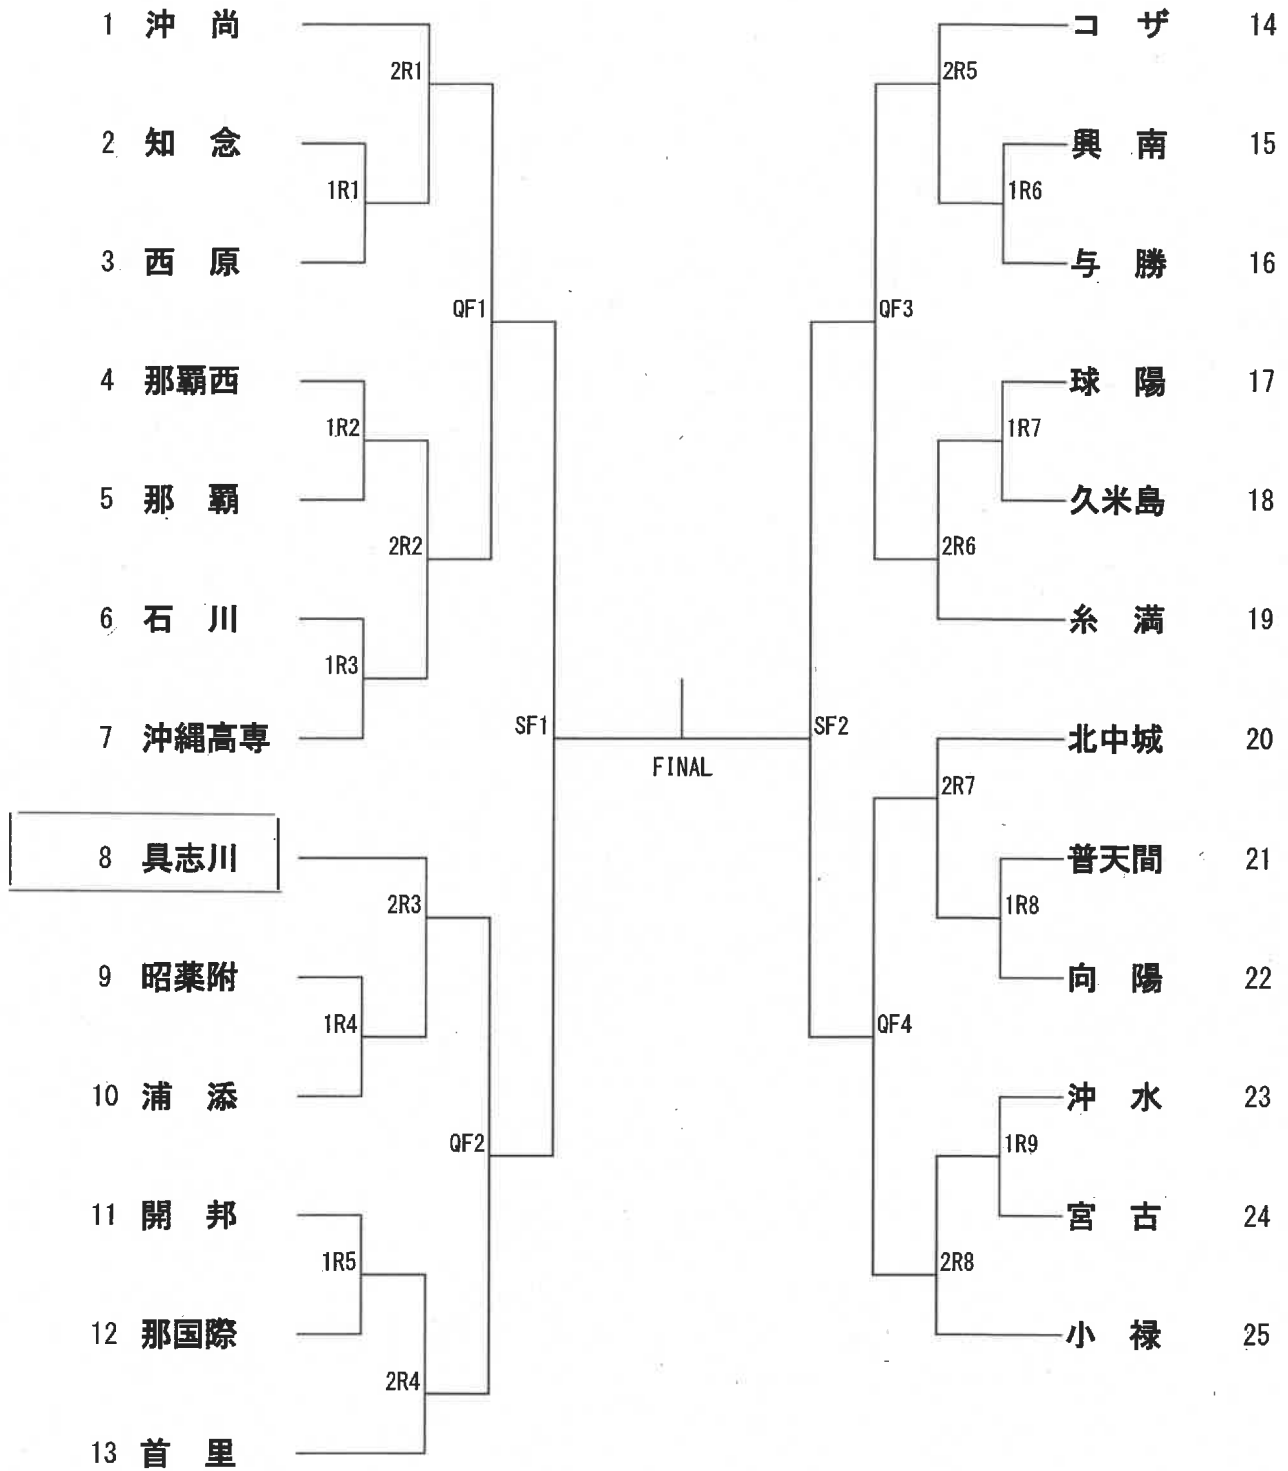 1 沖 尚
2R1
2 知 念
1R1
3 西 原
QF1
4 那覇西
1R2
5 那 覇
2R2
6 石 川
1R3
7 沖縄高専
SF1
8 具志川
2R3
9 昭薬附
1R4
10 浦 添
QF2
11 開 邦
1R5
12 那国際
2R4
13 首 里
FINAL
コ ザ 14
2R5
興 南 15
1R6
与 勝 16
QF3
球 陽 17
1R7
久米島 18
2R6
糸 満 19
SF2
北中城 20
2R7
普天間 21
1R8
向 陽 22
QF4
沖 水 23
1R9
宮 古 24
2R8
小 禄 25